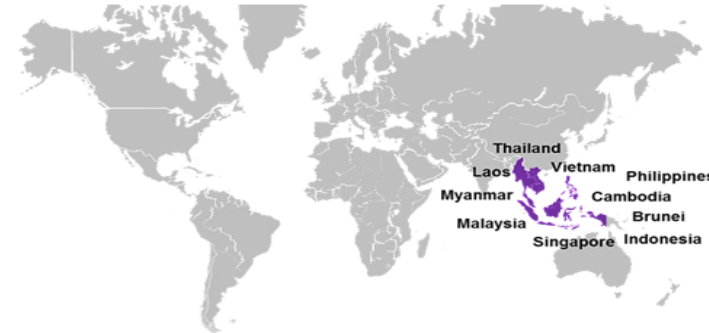 Thailand
Laos
Vietnam
Philippines
Myanmar
Cambodia
Malaysia
Brunei
Singapore
Indonesia